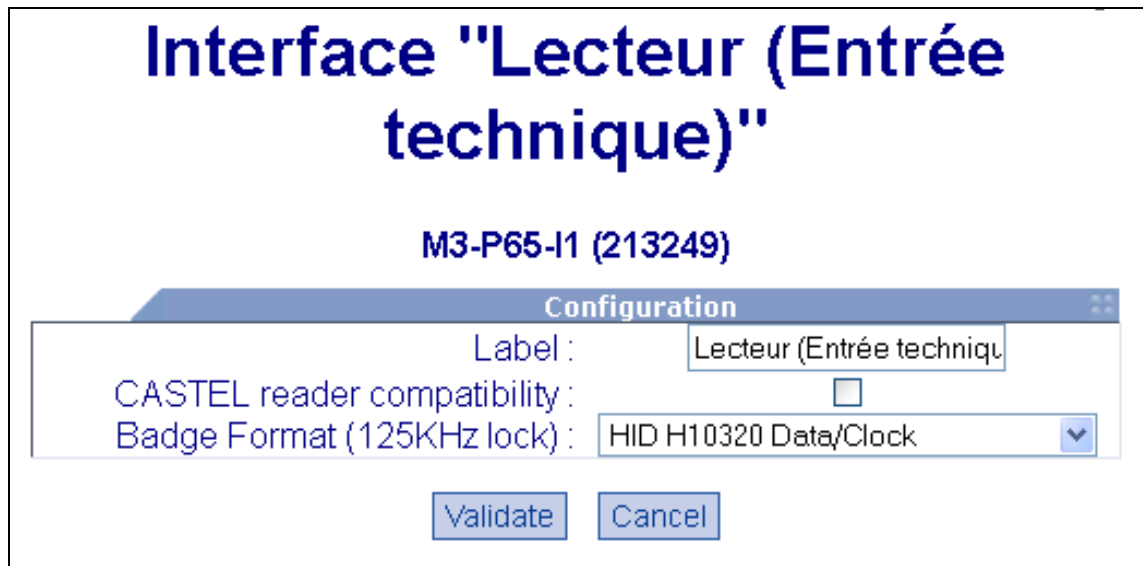 Interface "Lecteur (Entrée
technique)"
M3-P65-I1 (213249)
Configuration
Label :
Lecteur (Entrée techniqu
CASTEL reader compatibility :
Badge Format (125KHz lock) :
HID H10320 Data/Clock
Validate
Cancel